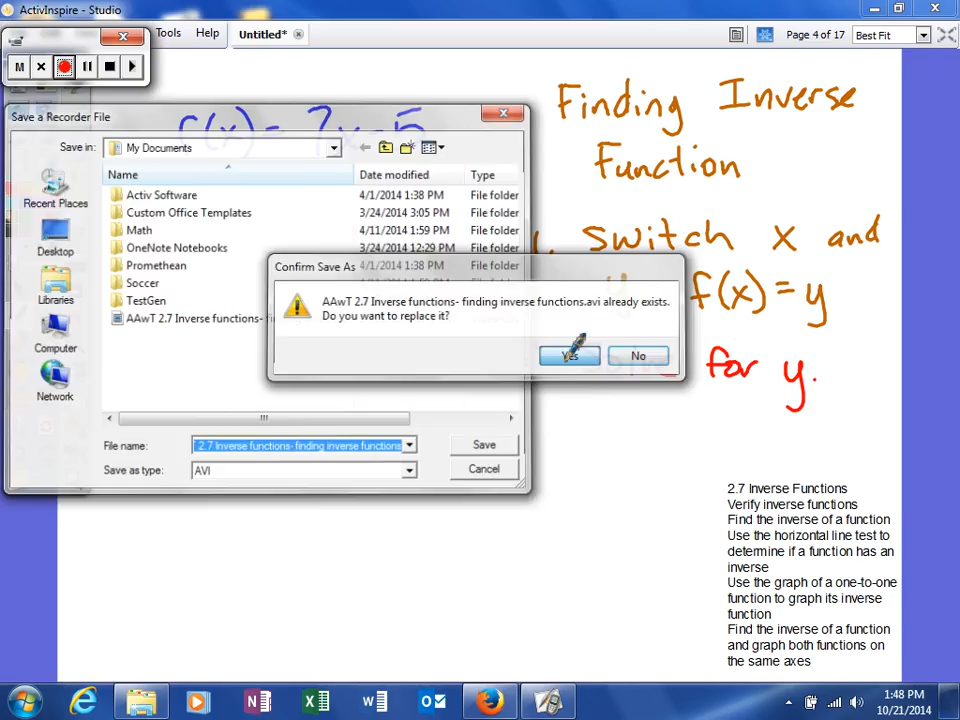 ActivInspire - Studio
Tools Help Untitled* Page 4 of 17 Best Fit
M
f(x) = 7x-5
Finding Inverse
Function
1. switch x and
y f(x) = y
for y.
Save a Recorder File
Save in: My Documents
Name Date modified Type
Activ Software 4/1/2014 1:38 PM File folder
Custom Office Templates 3/24/2014 3:05 PM File folder
Math 4/11/2014 1:59 PM File folder
OneNote Notebooks 3/24/2014 12:29 PM File folder
Promethean 4/1/2014 1:38 PM File folder
Soccer File folder
TestGen File folder
AAwT 2.7 Inverse functions- fi
Recent Places
Desktop
Libraries
Computer
Network
File name: 2.7 Inverse functions- finding inverse functions
Save as type: AVI
Save
Cancel
Confirm Save As
AAwT 2.7 Inverse functions- finding inverse functions.avi already exists.
Do you want to replace it?
Yes No
2.7 Inverse Functions
Verify inverse functions
Find the inverse of a function
Use the horizontal line test to
determine if a function has an
inverse
Use the graph of a one-to-one
function to graph its inverse
function
Find the inverse of a function
and graph both functions on
the same axes
1:48 PM
10/21/2014